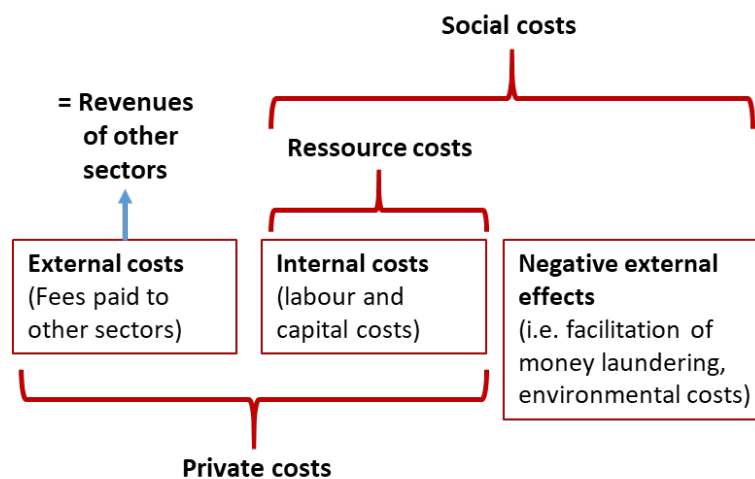 Social costs
= Revenues
of other
sectors
Ressource costs
External costs
(Fees paid to
other sectors)
Internal costs
(labour and
capital costs)
Negative external
effects
(i.e. facilitation of
money laundering,
environmental costs)
Private costs